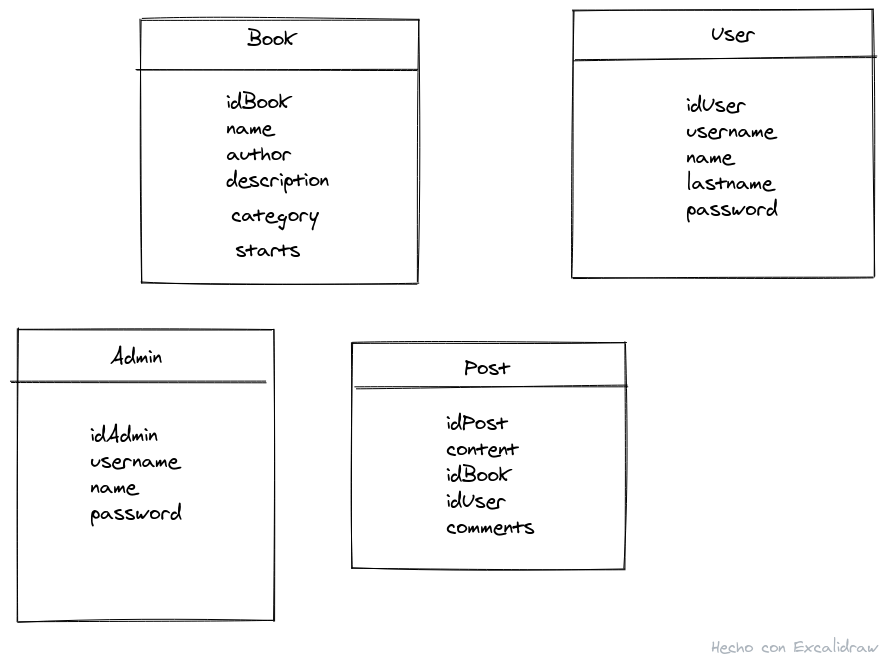 Book
idBook
name
author
description
category
starts
User
idUser
username
name
lastname
password
Admin
idAdmin
username
name
password
Post
idPost
content
idBook
idUser
comments
Hecho con Excalidraw